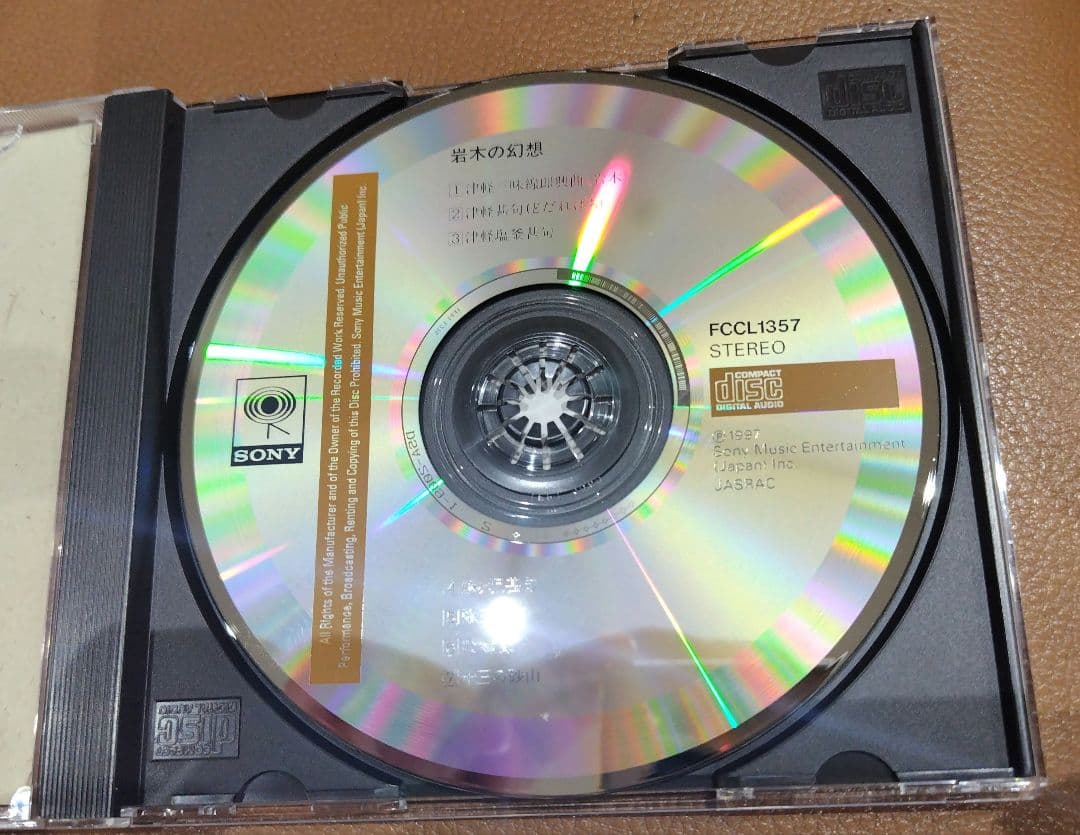 岩木の幻想
1 津軽三味線即興曲
2 津軽甚句(どだればち)
3 津軽塩釜甚句
All Rights of the Manufacturer and of the Owner of the Recorded Work Reserved. Unauthorized Public
Performance, Broadcasting, Renting and Copying of this Disc Prohibited. Sony Music Entertainment (Japan) Inc.
SONY
FCCL1357
STEREO
COMPACT
disc
DIGITAL AUDIO
Ⓟ1997
Sony Music Entertainment
(Japan) Inc.
JASRAC
7 十三の砂山
disc
disc